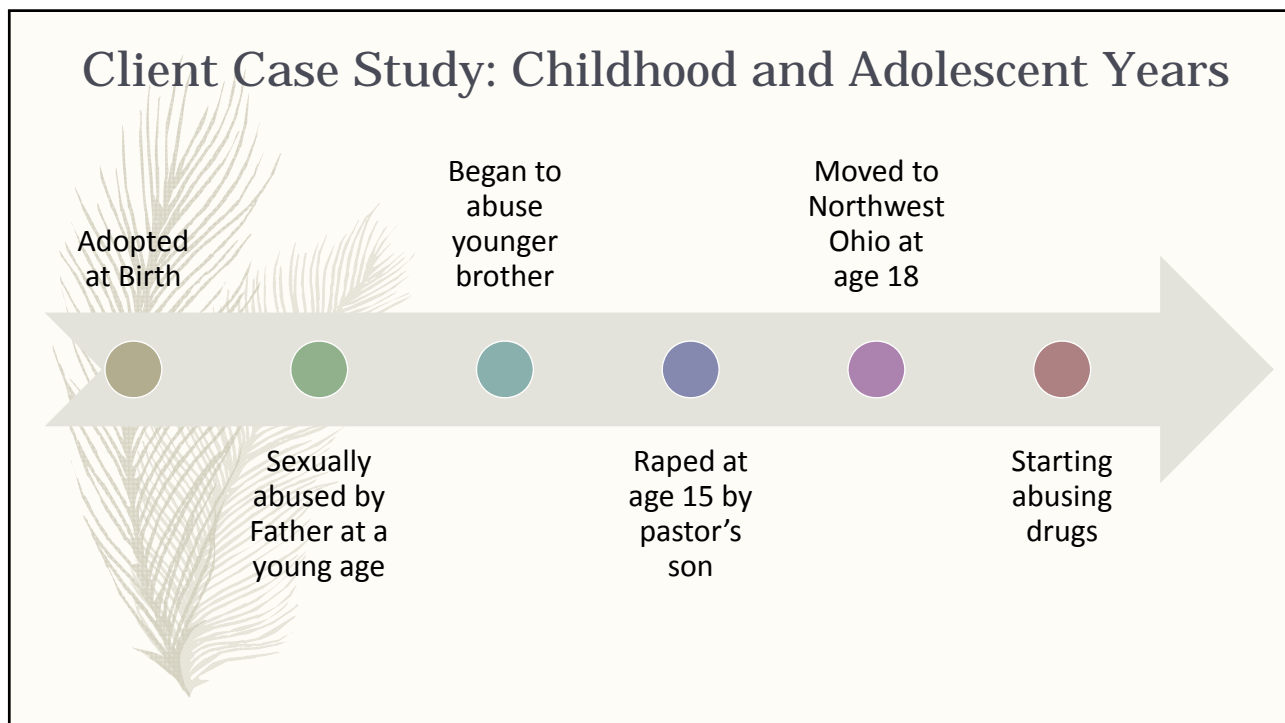 Client Case Study: Childhood and Adolescent Years
Adopted
at Birth
Sexually
abused by
Father at a
young age
Began to
abuse
younger
brother
Raped at
age 15 by
pastor’s
son
Moved to
Northwest
Ohio at
age 18
Starting
abusing
drugs